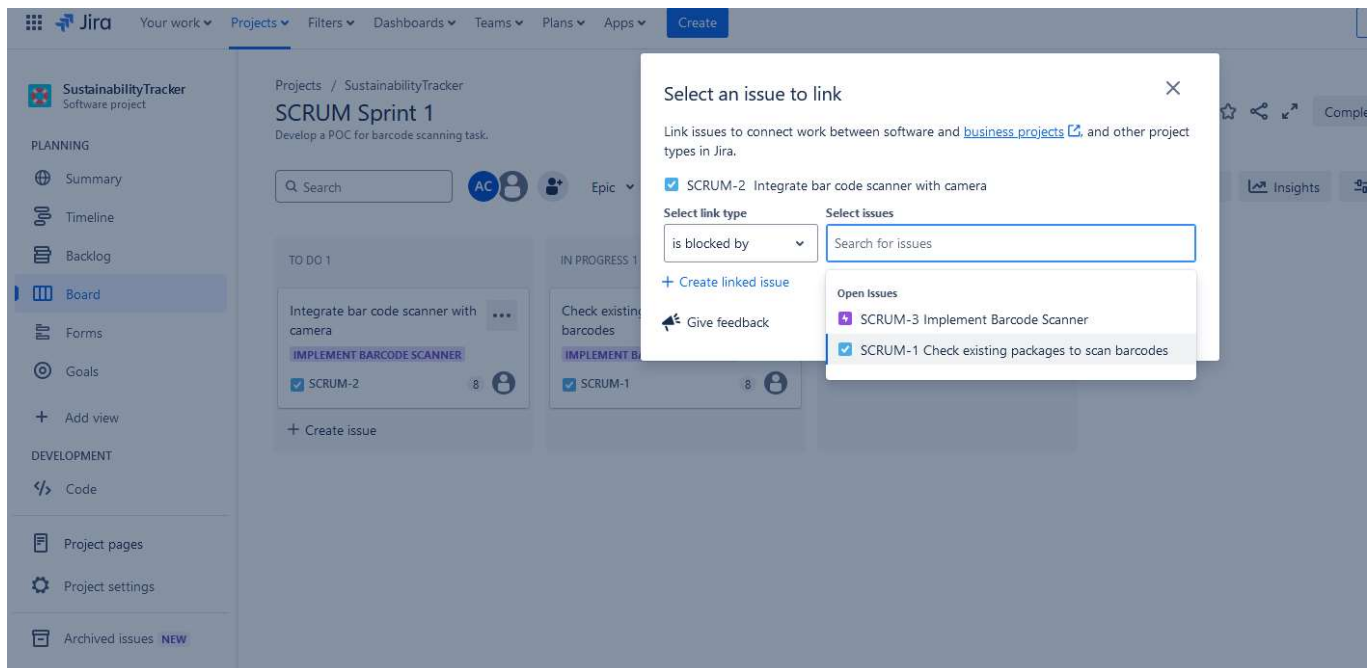 Jira
Your work Projects Filters Dashboards Teams Plans Apps Create
SustainabilityTracker
Software project
PLANNING
Summary
Timeline
Backlog
Board
Forms
Goals
Add view
DEVELOPMENT
Code
Project pages
Project settings
Archived issues NEW
Projects / SustainabilityTracker
SCRUM Sprint 1
Develop a POC for barcode scanning task.
Search
AC
Epic
Comple
Insights
TO DO 1
Integrate bar code scanner with
camera
IMPLEMENT BARCODE SCANNER
SCRUM-2 8
+ Create issue
IN PROGRESS 1
Check existing
barcodes
IMPLEMENT BA
SCRUM-1 8
Select an issue to link
Link issues to connect work between software and business projects, and other project
types in Jira.
SCRUM-2 Integrate bar code scanner with camera
Select link type
is blocked by
+ Create linked issue
Give feedback
Select issues
Search for issues
Open Issues
SCRUM-3 Implement Barcode Scanner
SCRUM-1 Check existing packages to scan barcodes